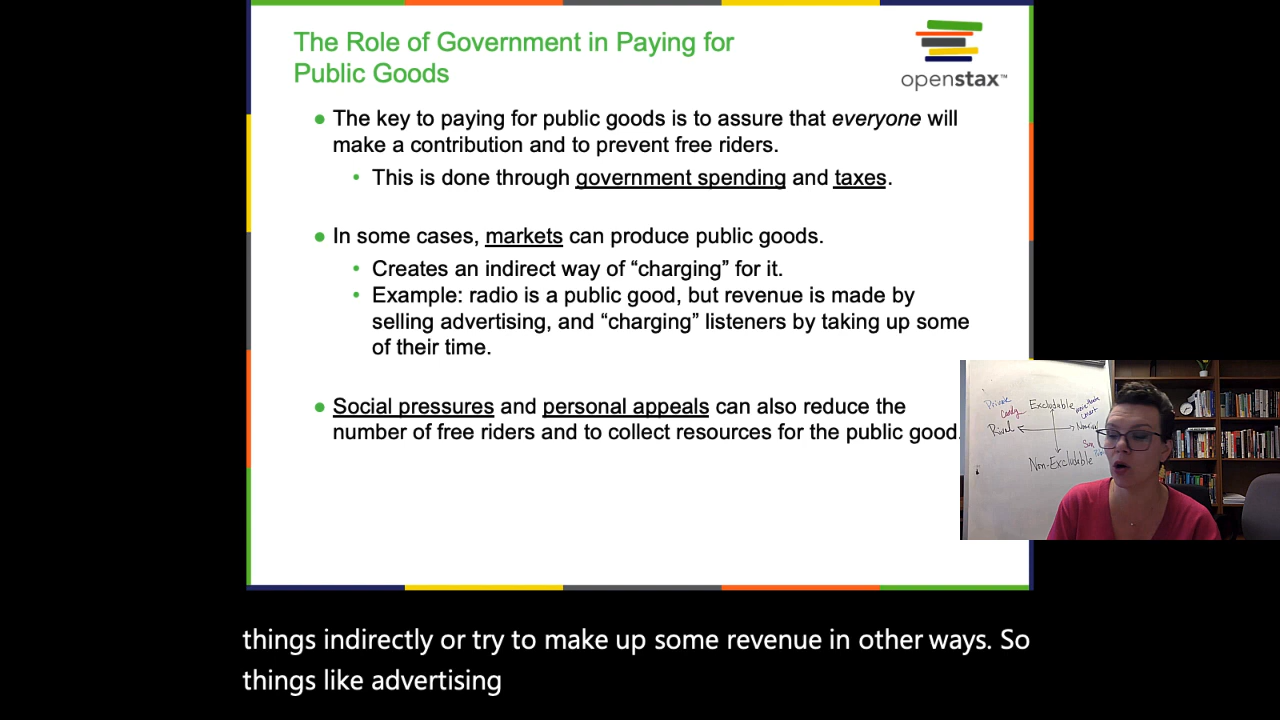 The Role of Government in Paying for
Public Goods
openstax™
● The key to paying for public goods is to assure that everyone will
make a contribution and to prevent free riders.
• This is done through government spending and taxes.
● In some cases, markets can produce public goods.
• Creates an indirect way of “charging” for it.
• Example: radio is a public good, but revenue is made by
selling advertising, and “charging” listeners by taking up some
of their time.
● Social pressures and personal appeals can also reduce the
number of free riders and to collect resources for the public good.
Private
Candy
Excludable
Rival
Non-Excludable
things indirectly or try to make up some revenue in other ways. So
things like advertising